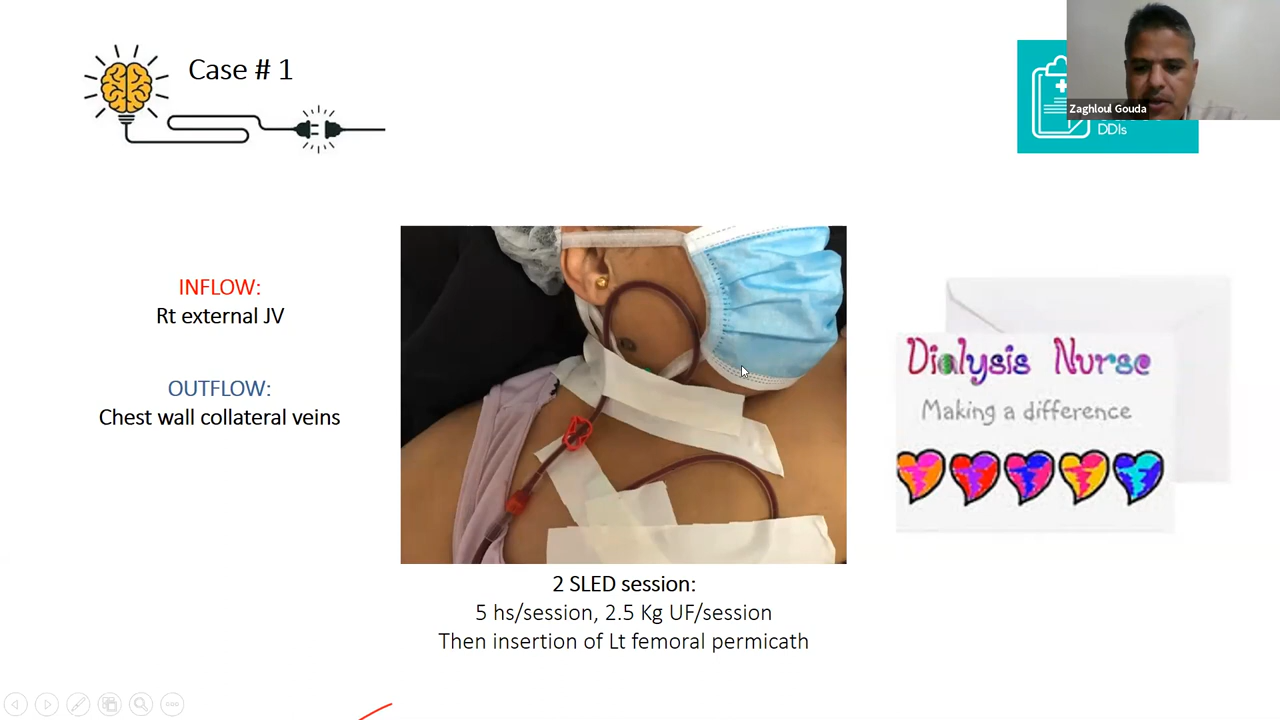 Case # 1
Zaghloul Gouda
DDIs
INFLOW:
Rt external JV
OUTFLOW:
Chest wall collateral veins
Dialysis Nurse
Making a difference
2 SLED session:
5 hs/session, 2.5 Kg UF/session
Then insertion of Lt femoral permicath